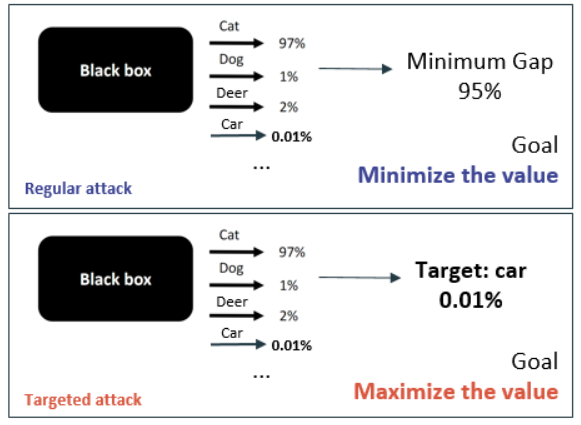 Cat
97%
Black box
Dog
1%
Deer
2%
Car
0.01%
...
Minimum Gap
95%
Goal
Minimize the value
Regular attack
Cat
97%
Black box
Dog
1%
Deer
2%
Car
0.01%
...
Target: car
0.01%
Goal
Maximize the value
Targeted attack